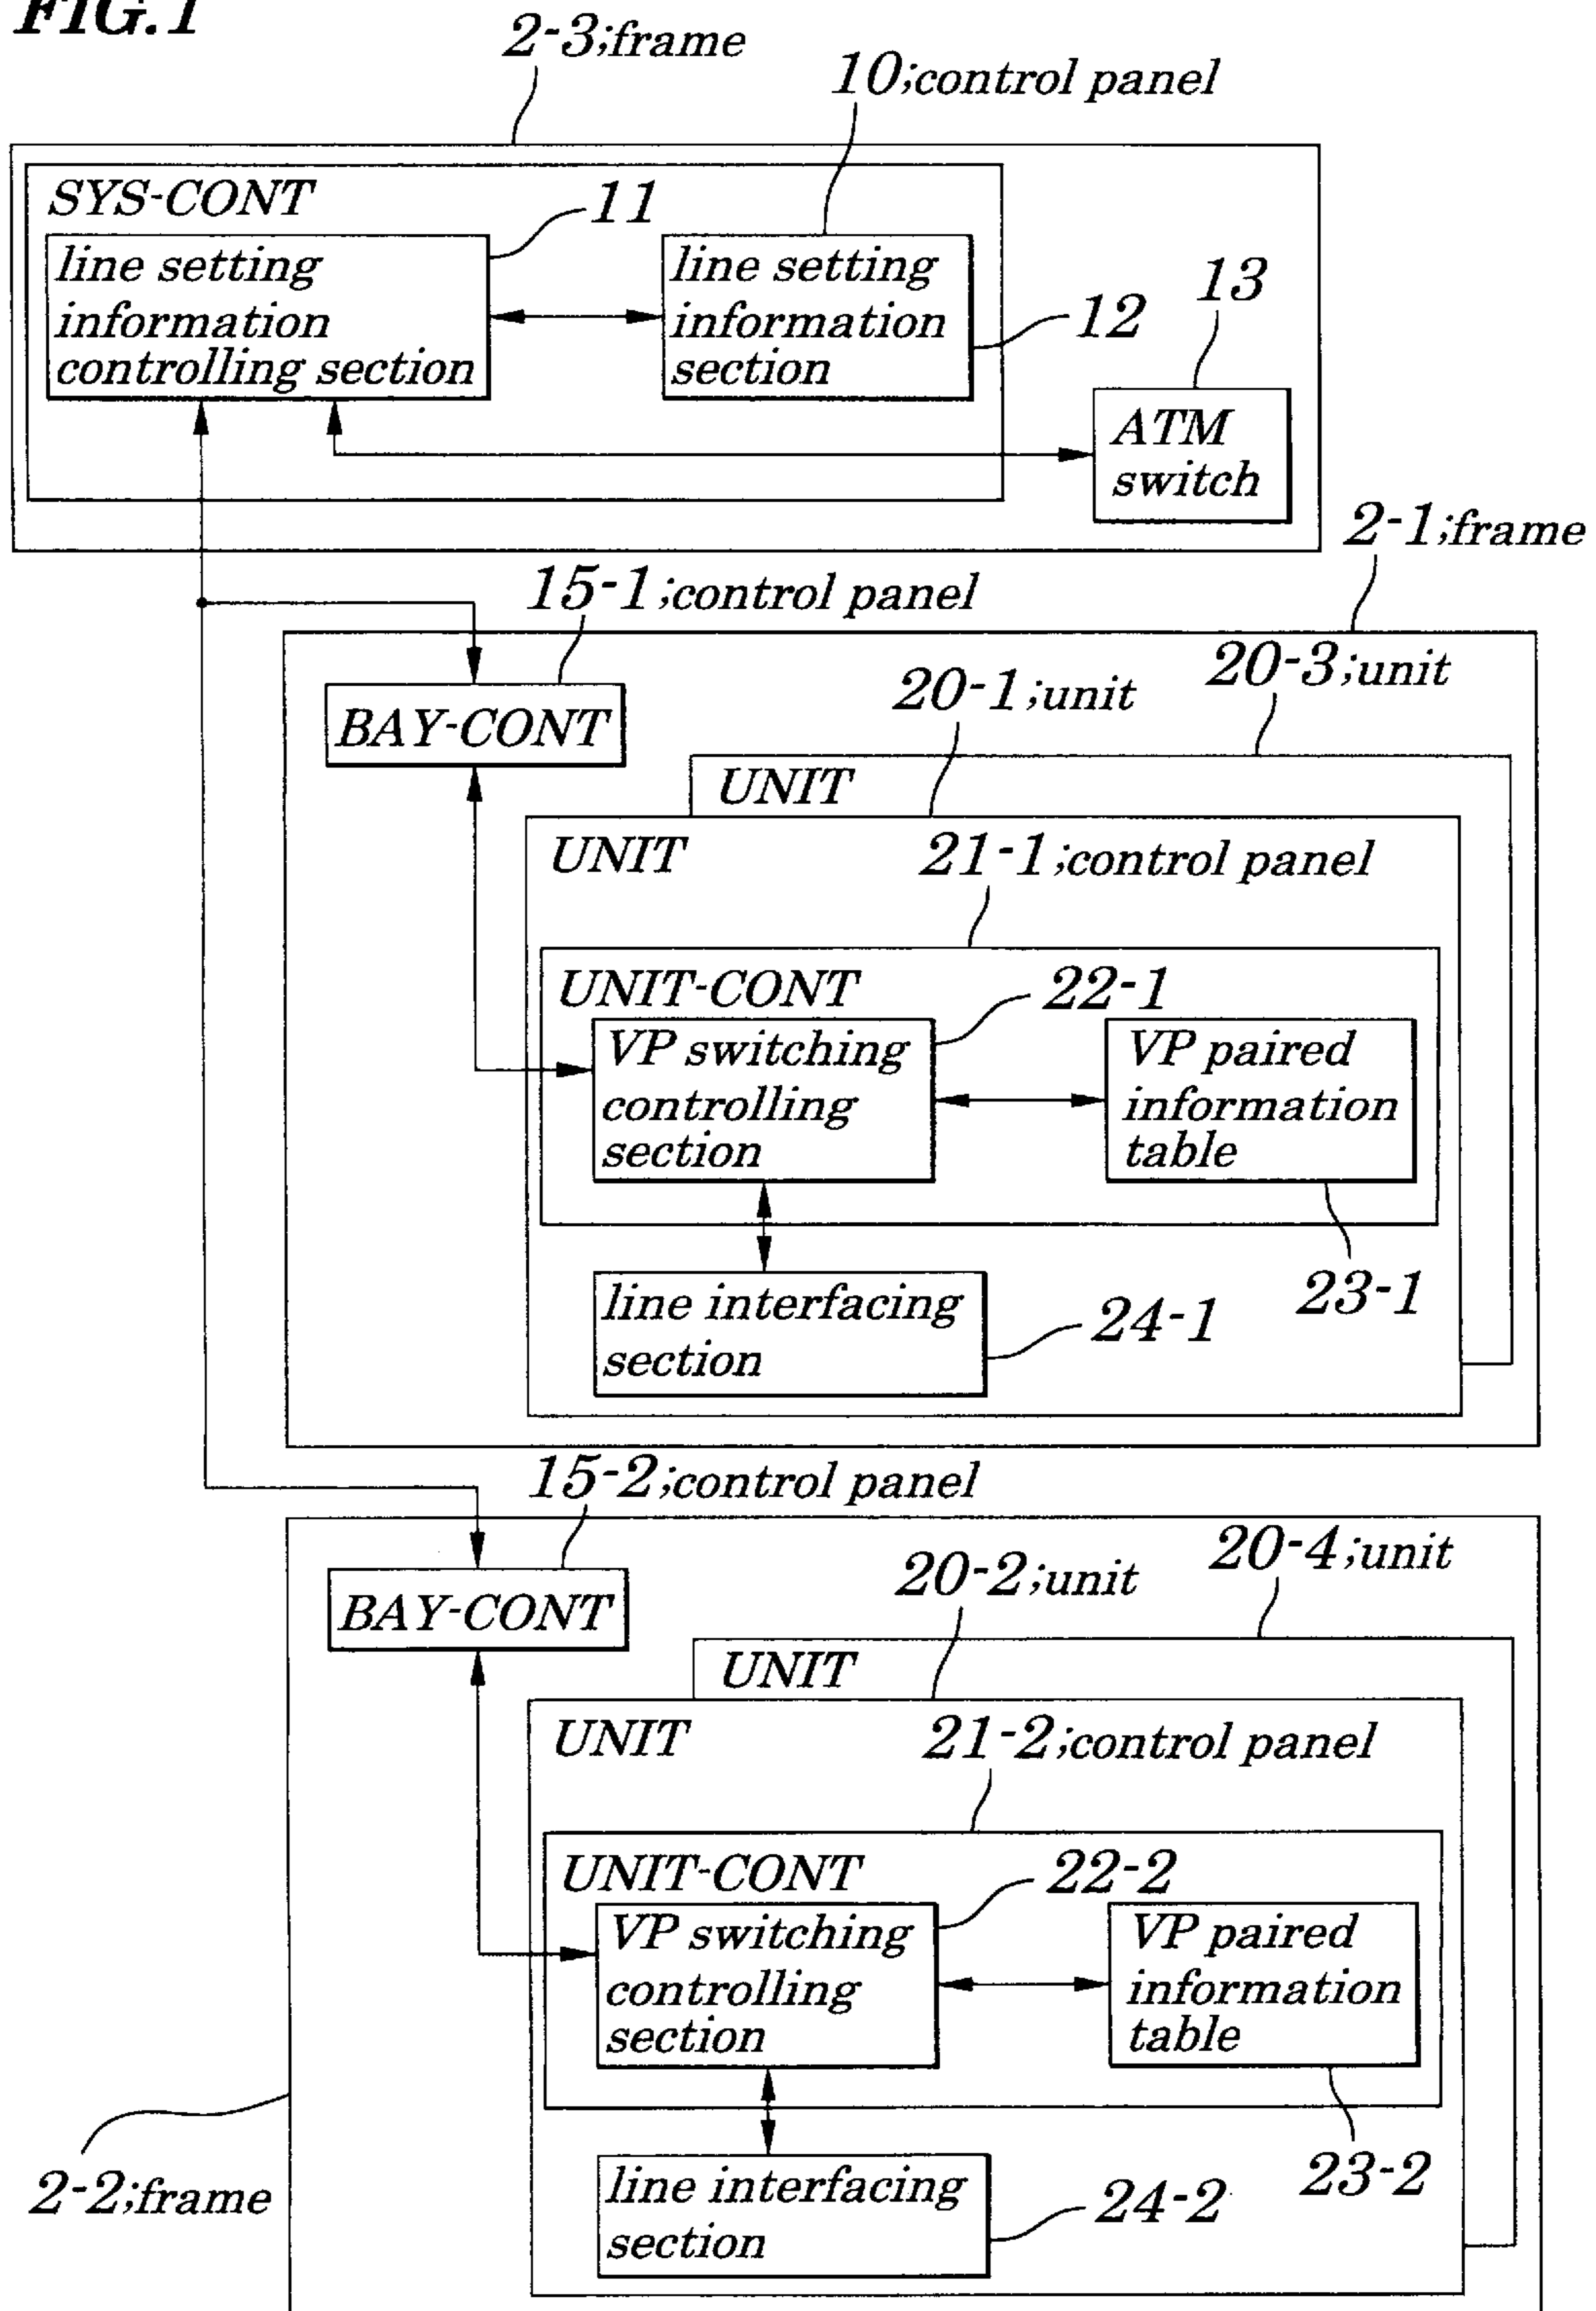 FIG.1
2-3;frame
10;control panel
SYS-CONT
11
line setting
information
controlling section
line setting
information
section
12
13
ATM
switch
2-1;frame
15-1;control panel
BAY-CONT
20-1;unit
20-3;unit
UNIT
UNIT
21-1;control panel
UNIT-CONT
22-1
VP switching
controlling
section
VP paired
information
table
23-1
line interfacing
section
24-1
15-2;control panel
BAY-CONT
20-2;unit
20-4;unit
UNIT
UNIT
21-2;control panel
UNIT-CONT
22-2
VP switching
controlling
section
VP paired
information
table
23-2
2-2;frame
line interfacing
section
24-2